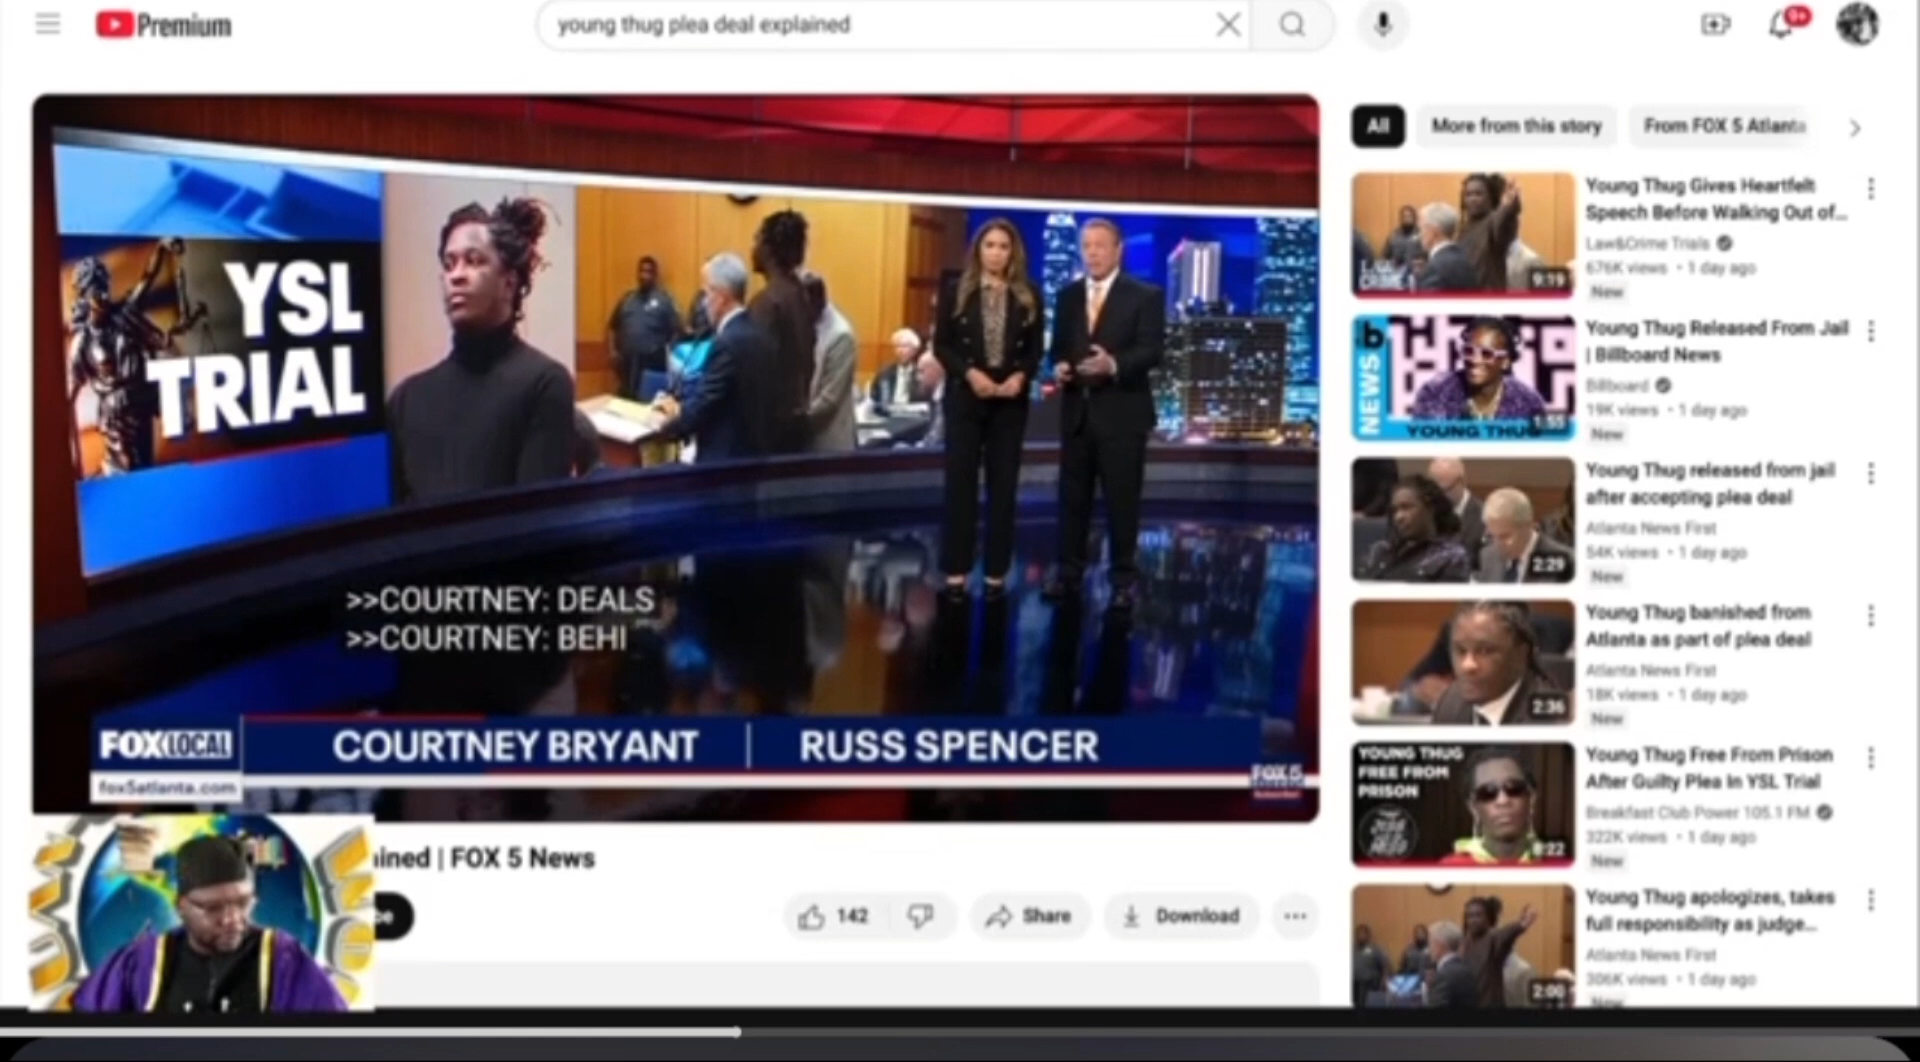 Premium
young thug plea deal explained
9+
YSL
TRIAL
>>COURTNEY: DEALS
>>COURTNEY: BEHI
FOX LOCAL
COURTNEY BRYANT | RUSS SPENCER
fox5atlanta.com
FOX 5
ined | FOX 5 News
142
Share
Download
All
More from this story
From FOX 5 Atlanta
9:19
Young Thug Gives Heartfelt
Speech Before Walking Out of...
Law&Crime Trials
676K views • 1 day ago
New
b
NEWS
YOUNG THUG
Young Thug Released From Jail
| Billboard News
Billboard
19K views • 1 day ago
New
2:29
Young Thug released from jail
after accepting plea deal
Atlanta News First
54K views • 1 day ago
New
2:36
Young Thug banished from
Atlanta as part of plea deal
Atlanta News First
18K views • 1 day ago
New
YOUNG THUG
FREE FROM
PRISON
Young Thug Free From Prison
After Guilty Plea In YSL Trial
Breakfast Club Power 105.1 FM
322K views • 1 day ago
New
2:00
Young Thug apologizes, takes
full responsibility as judge...
Atlanta News First
306K views • 1 day ago
New